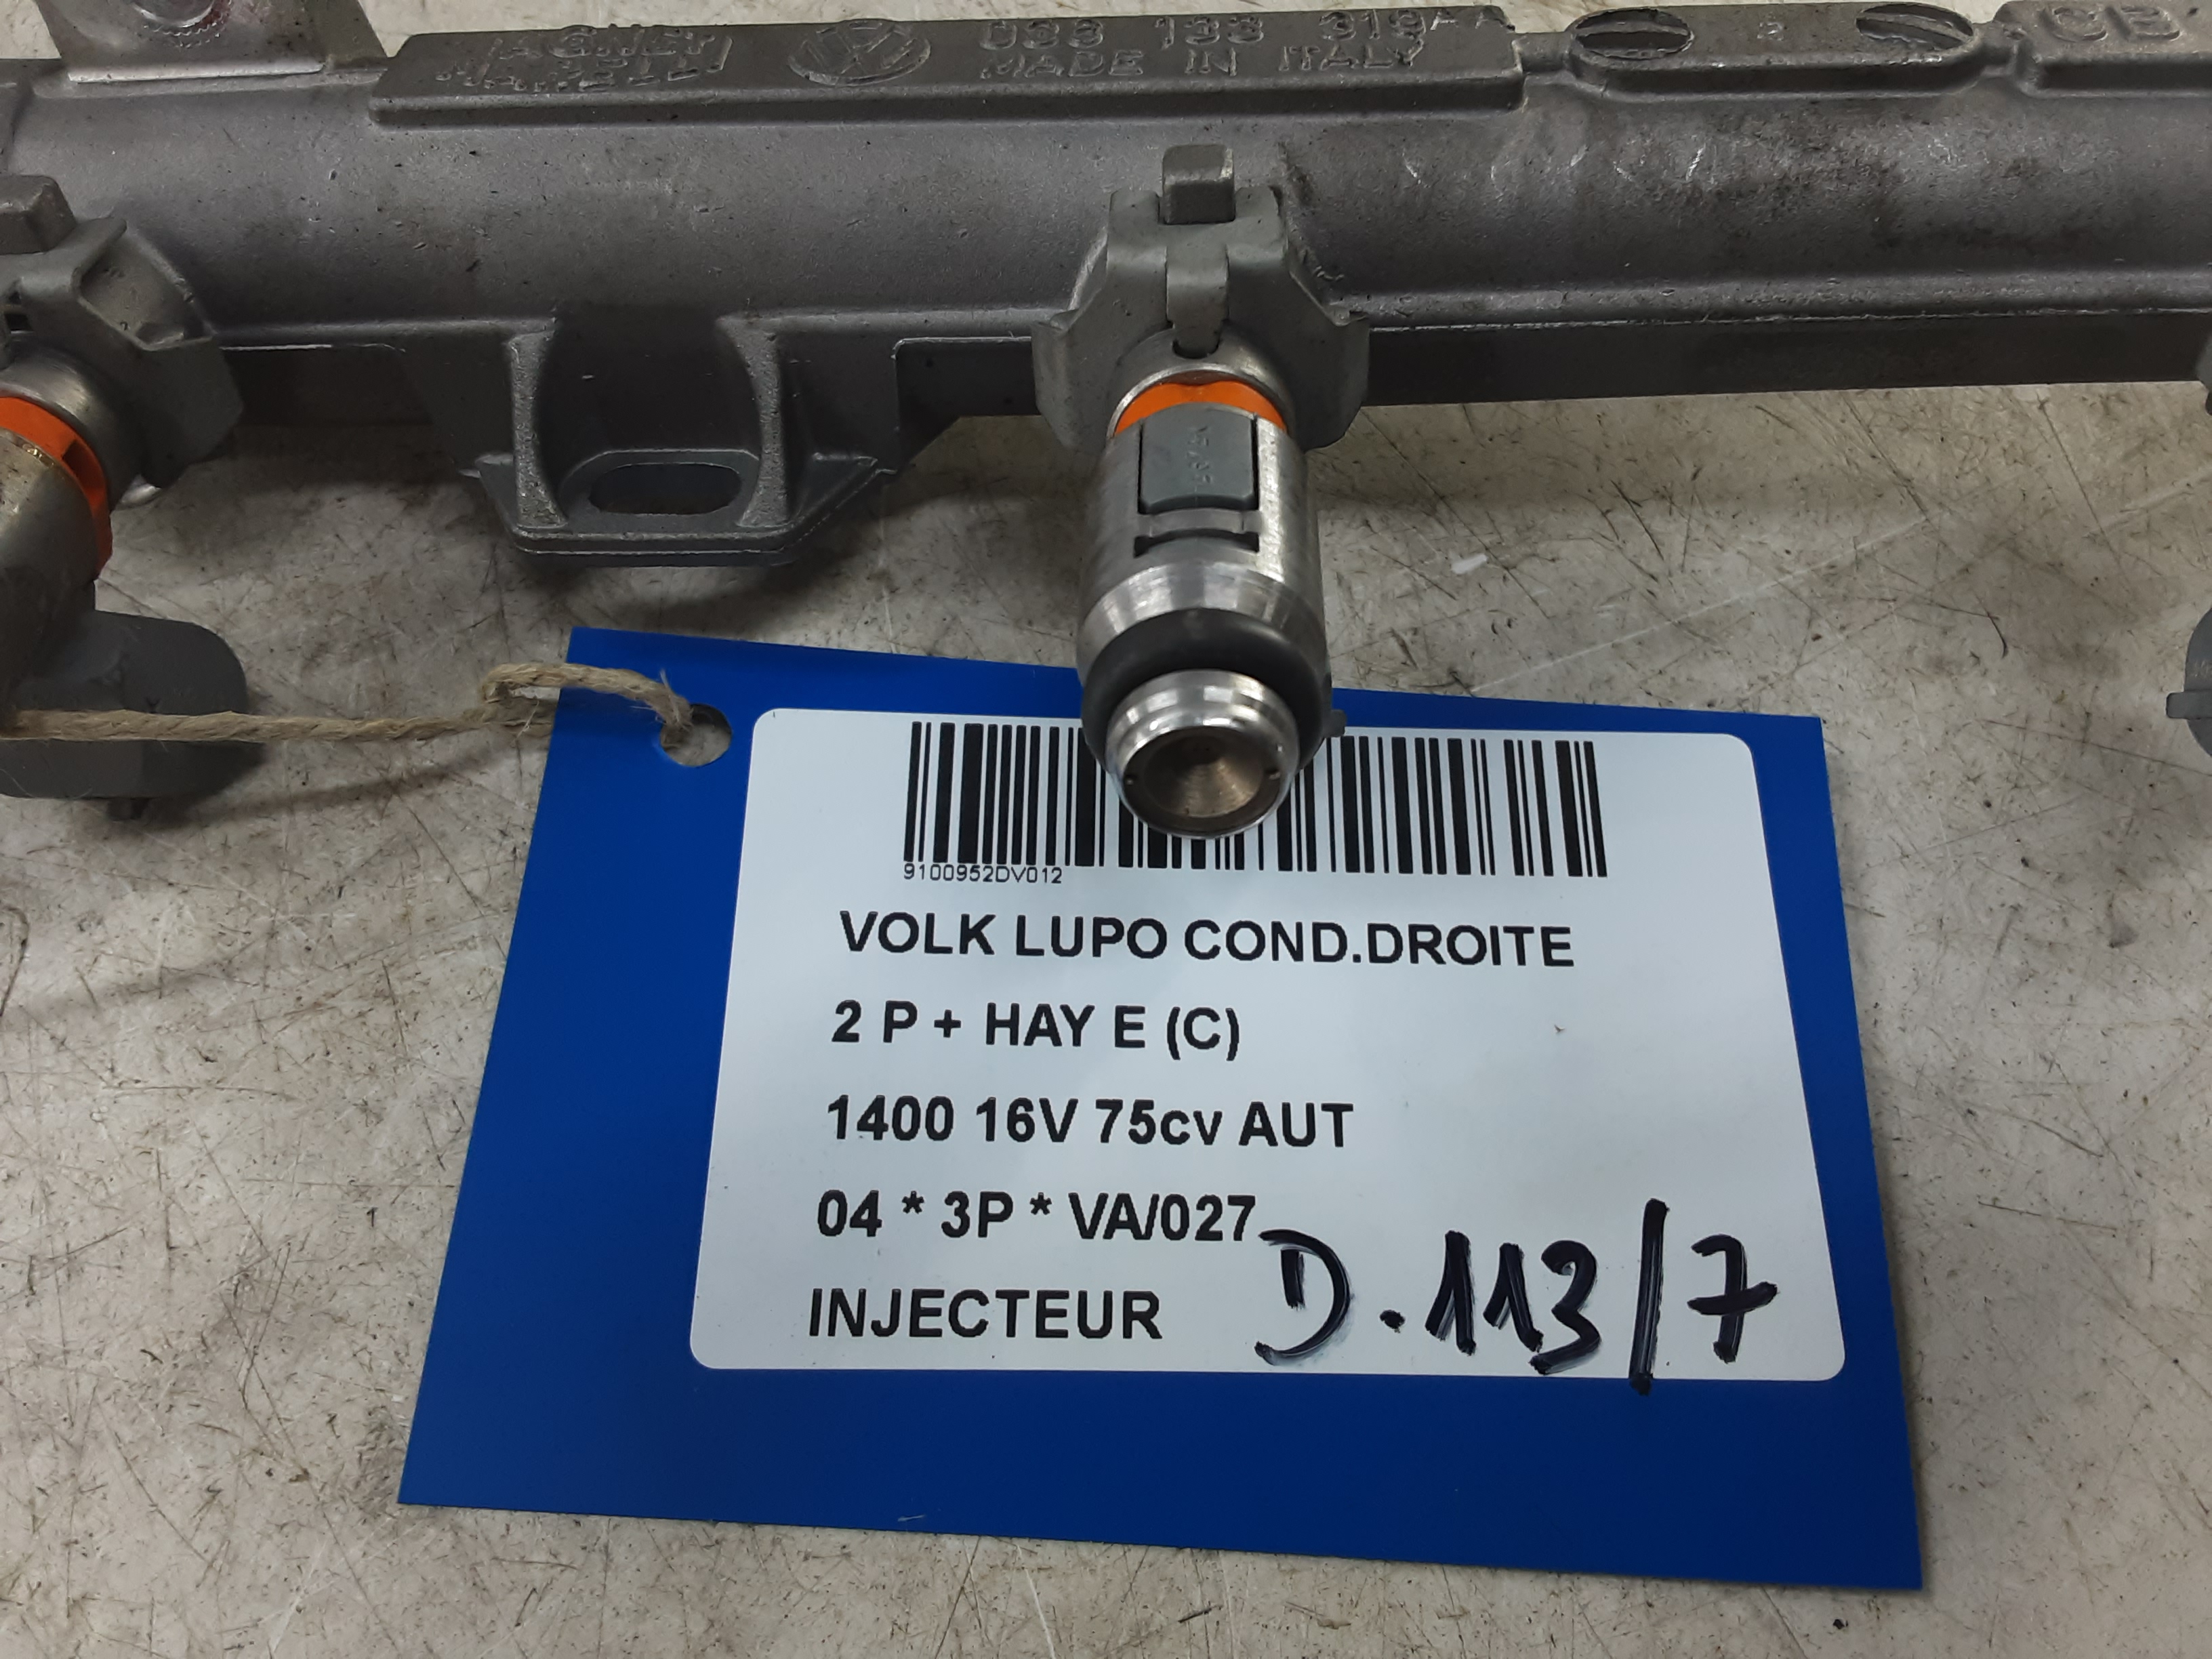 MAGNETI 036 133 319AA CB
MARELLI MADE IN ITALY
9100952DV012
VOLK LUPO COND.DROITE
2 P + HAY E (C)
1400 16V 75cv AUT
04 * 3P * VA/027
INJECTEUR D.113/7